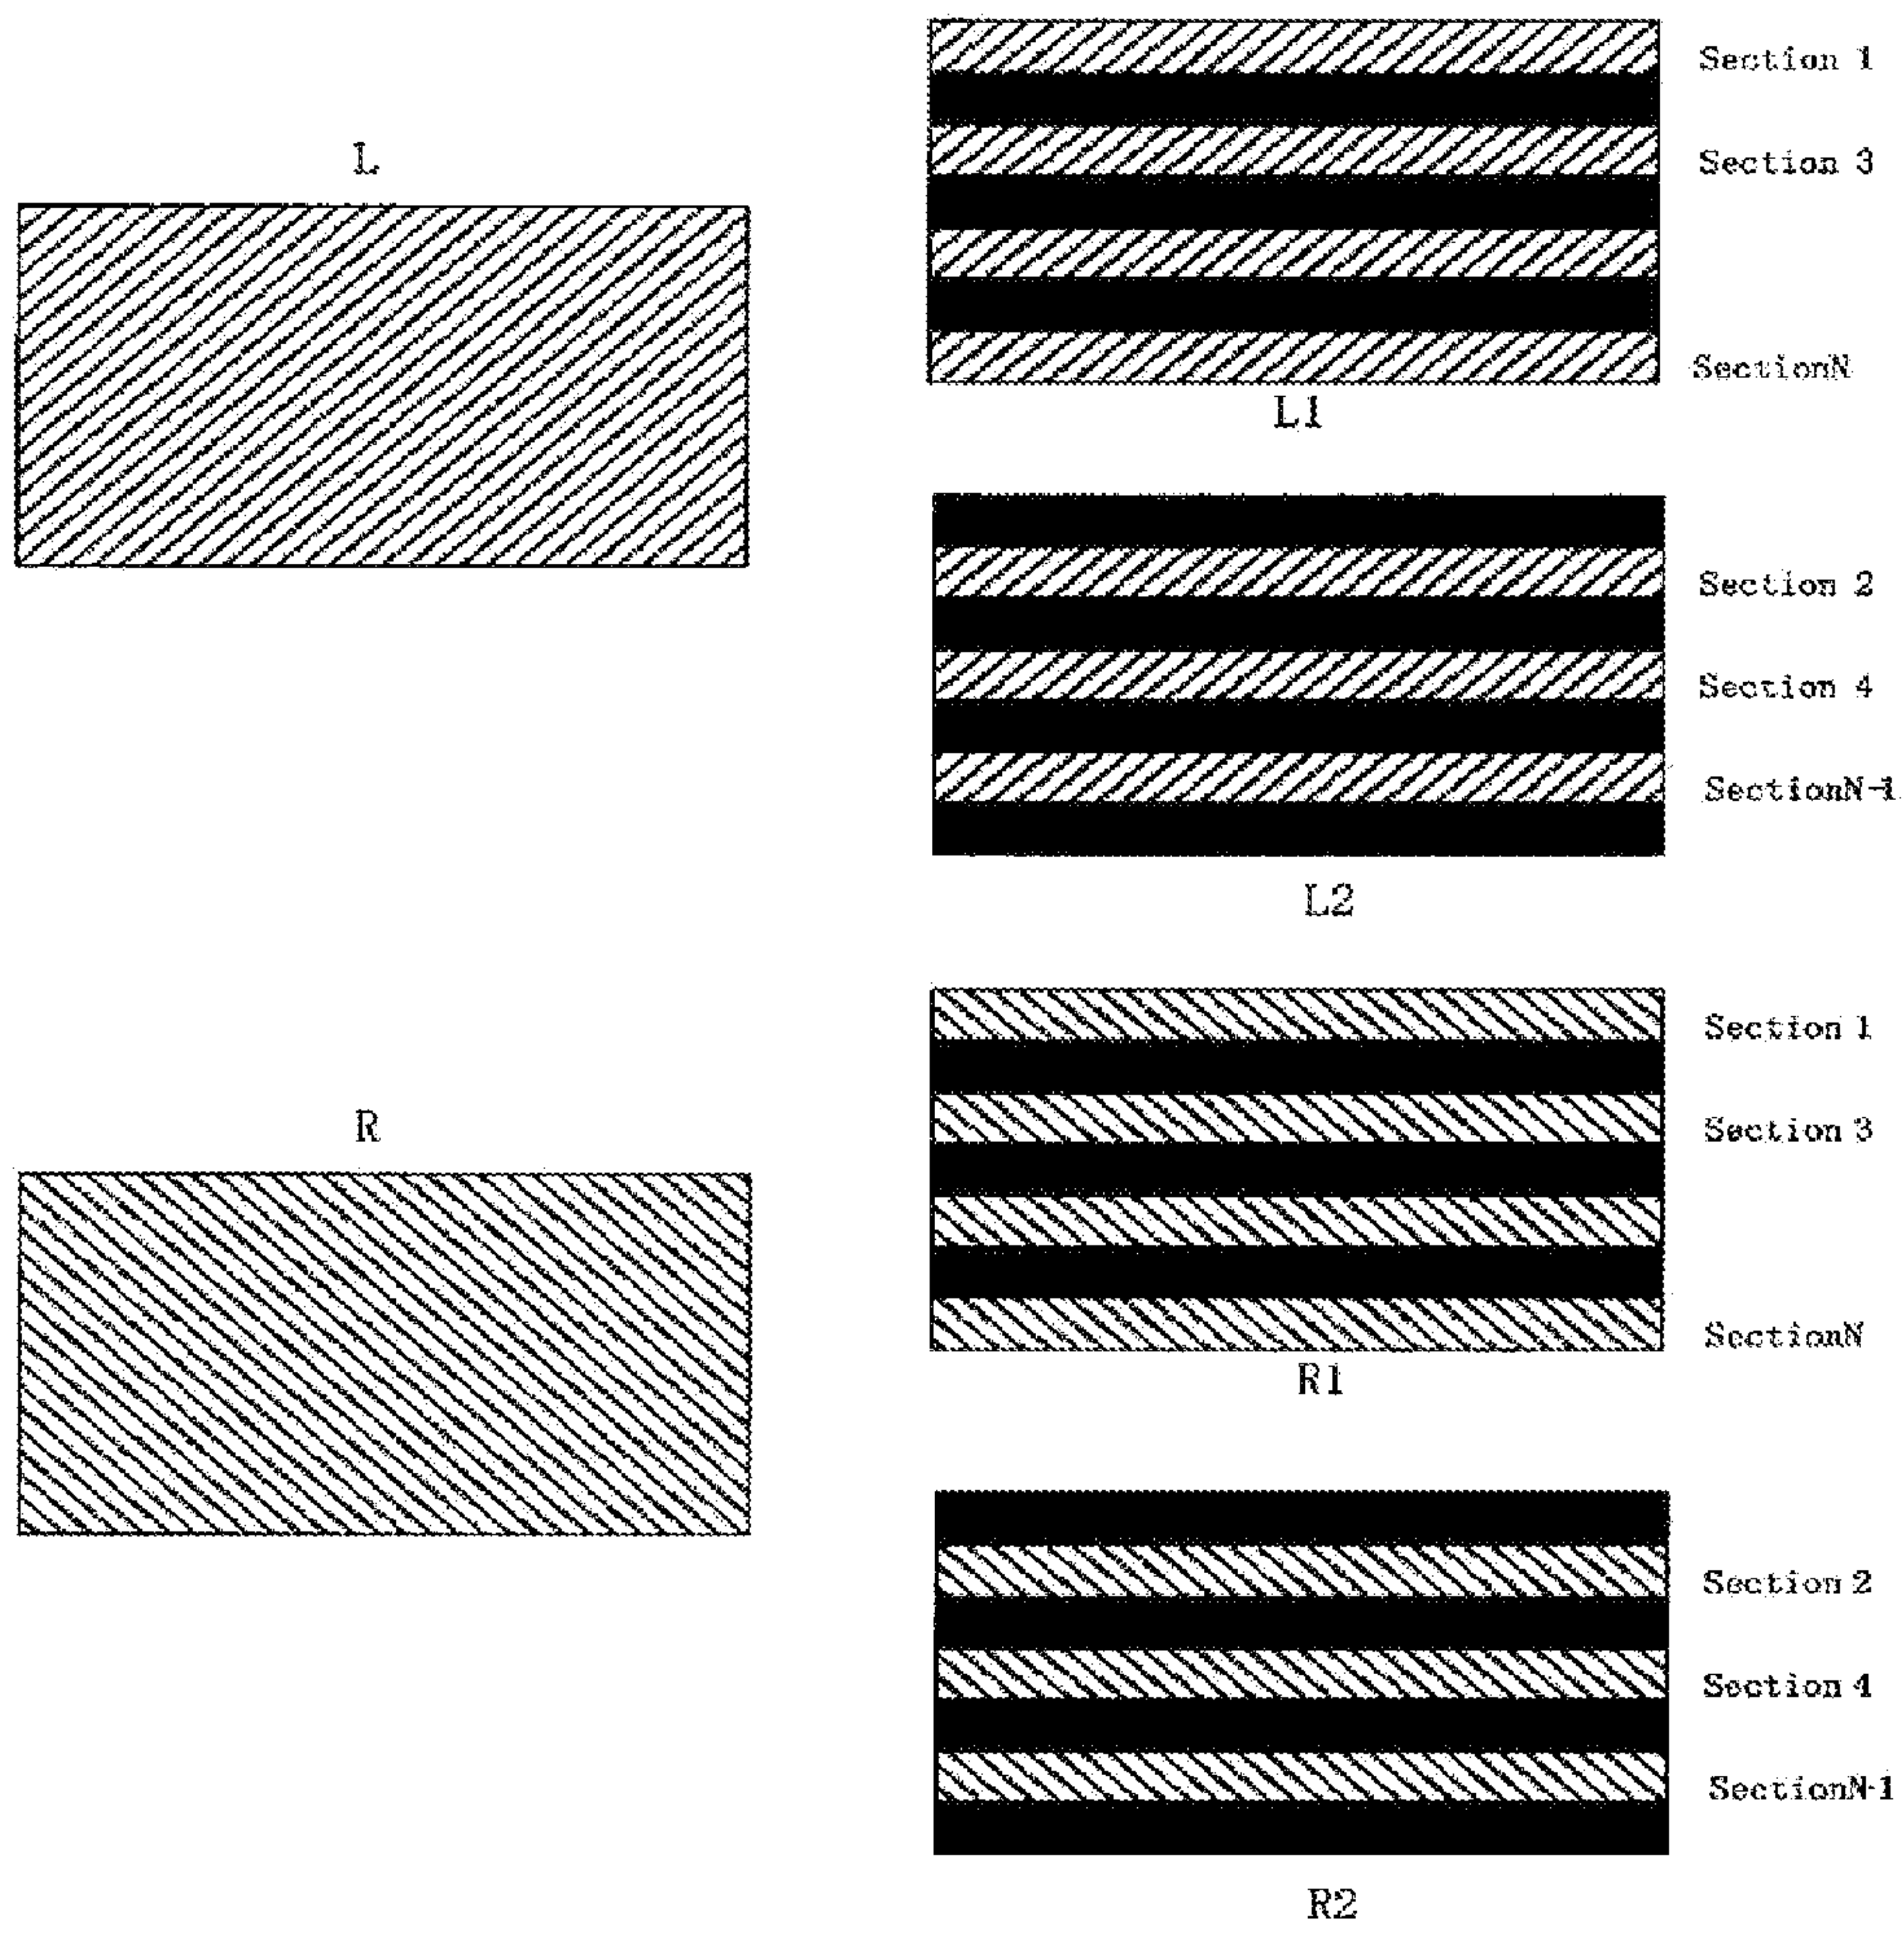 L
Section 1
Section 3
SectionN
L1
Section 2
Section 4
SectionN-1
L2
R
Section 1
Section 3
SectionN
R1
Section 2
Section 4
SectionN-1
R2